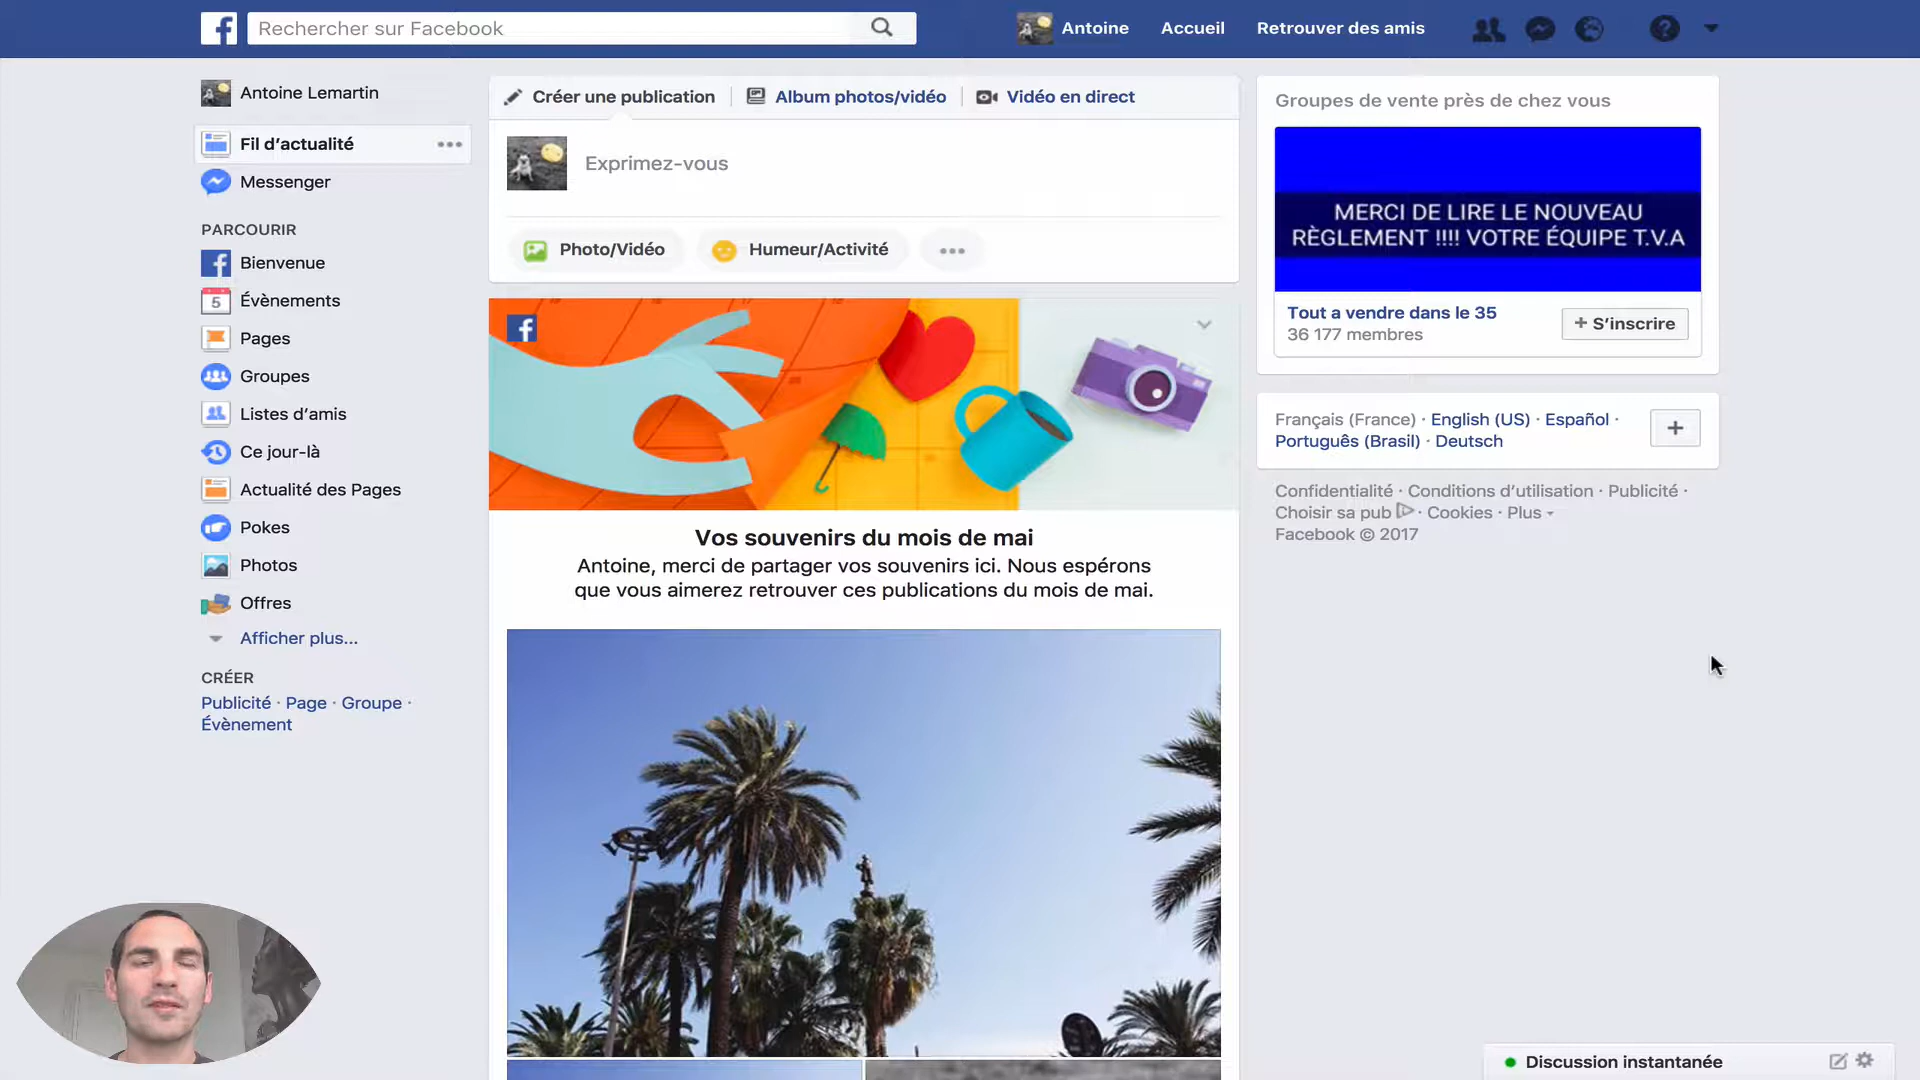 Rechercher sur Facebook
Antoine
Accueil
Retrouver des amis
Antoine Lemartin
Fil d’actualité
Messenger
PARCOURIR
Bienvenue
5
Évènements
Pages
Groupes
Listes d’amis
Ce jour-là
Actualité des Pages
Pokes
Photos
Offres
Afficher plus...
CRÉER
Publicité · Page · Groupe ·
Évènement
Créer une publication
Album photos/vidéo
Vidéo en direct
Exprimez-vous
Photo/Vidéo
Humeur/Activité
Vos souvenirs du mois de mai
Antoine, merci de partager vos souvenirs ici. Nous espérons
que vous aimerez retrouver ces publications du mois de mai.
Groupes de vente près de chez vous
MERCI DE LIRE LE NOUVEAU
RÈGLEMENT !!!! VOTRE ÉQUIPE T.V.A
Tout a vendre dans le 35
36 177 membres
+ S’inscrire
Français (France) · English (US) · Español ·
Português (Brasil) · Deutsch
+
Confidentialité · Conditions d’utilisation · Publicité ·
Choisir sa pub · Cookies · Plus
Facebook © 2017
Discussion instantanée